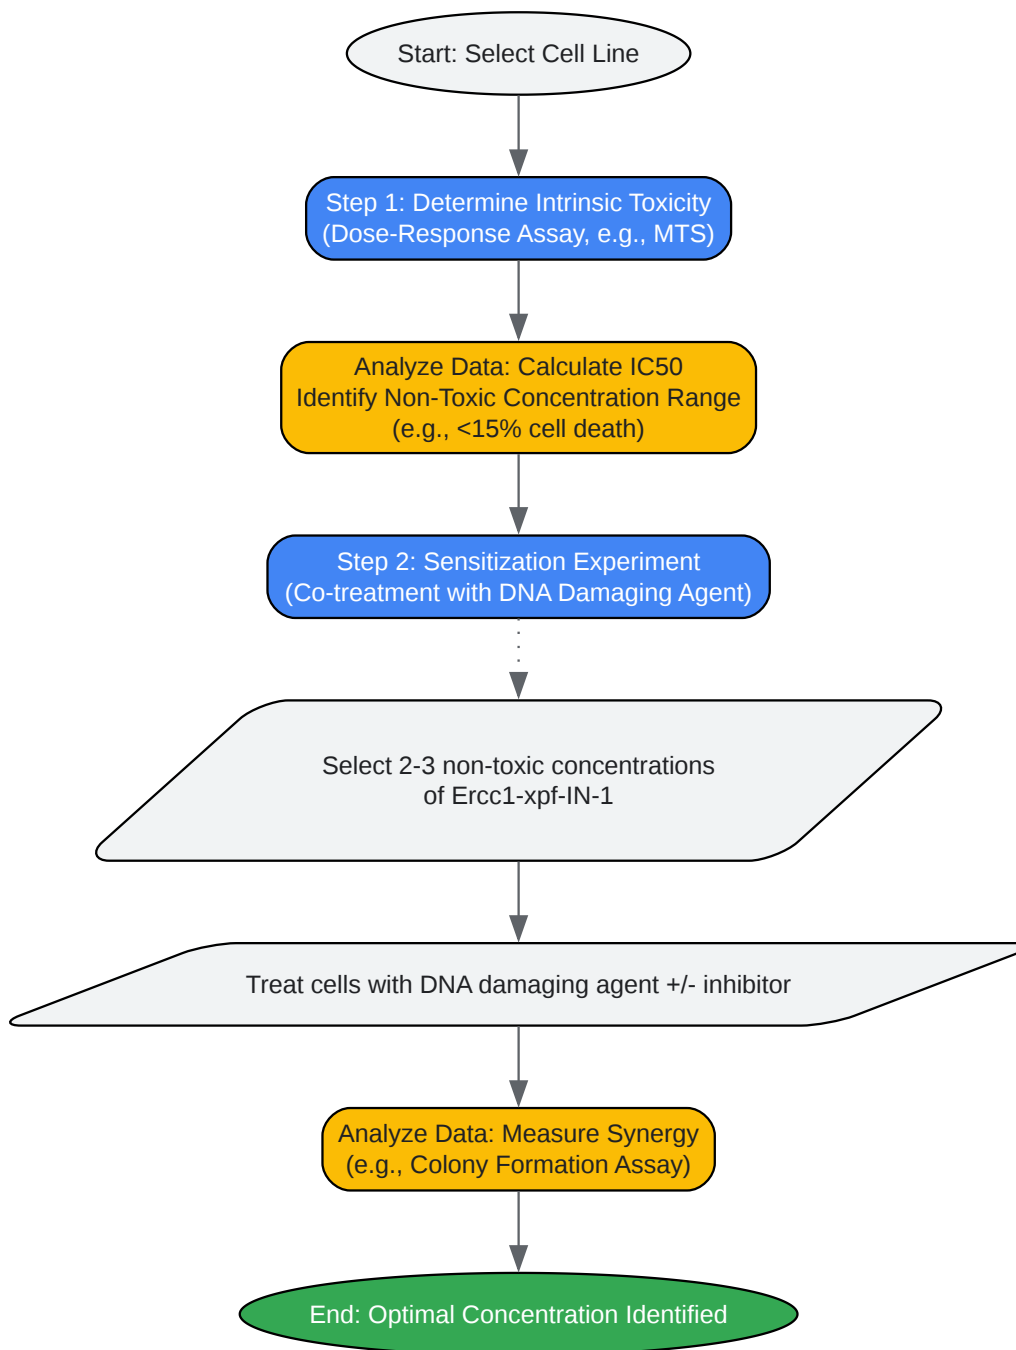 Start: Select Cell Line
Step 1: Determine Intrinsic Toxicity
(Dose-Response Assay, e.g., MTS)
Analyze Data: Calculate IC50
Identify Non-Toxic Concentration Range
(e.g., <15% cell death)
Step 2: Sensitization Experiment
(Co-treatment with DNA Damaging Agent)
Select 2-3 non-toxic concentrations
of Ercc1-xpf-IN-1
Treat cells with DNA damaging agent +/- inhibitor
Analyze Data: Measure Synergy
(e.g., Colony Formation Assay)
End: Optimal Concentration Identified